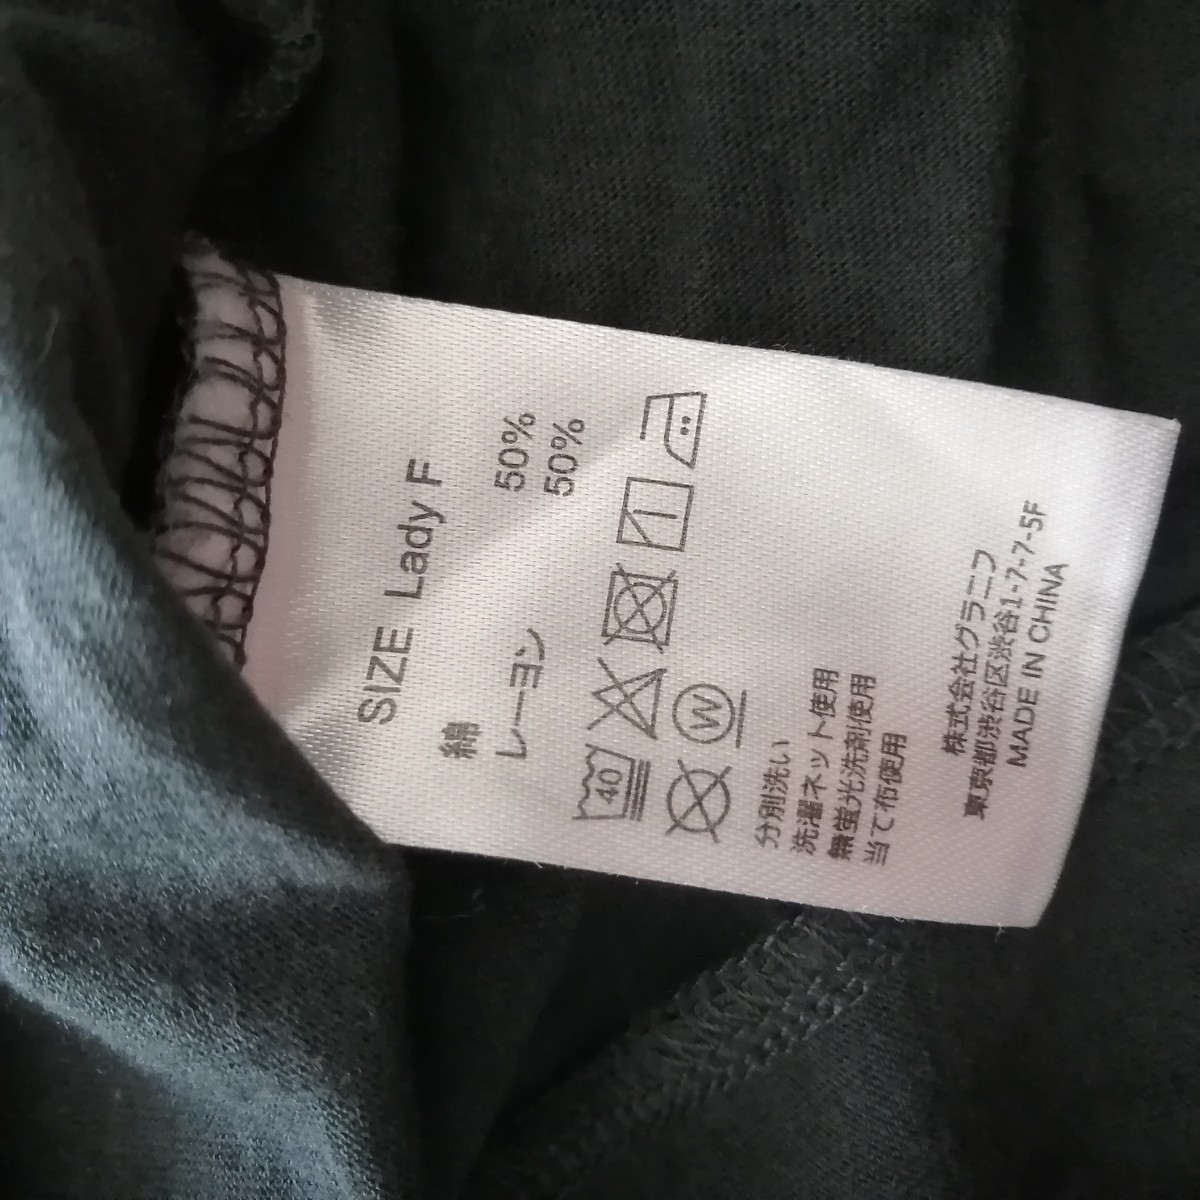 SIZE Lady F
綿 50%
レーヨン 50%
40
W
分別洗い
洗濯ネット使用
無蛍光洗剤使用
当て布使用
株式会社グラニフ
東京都渋谷区渋谷1-7-7-5F
MADE IN CHINA